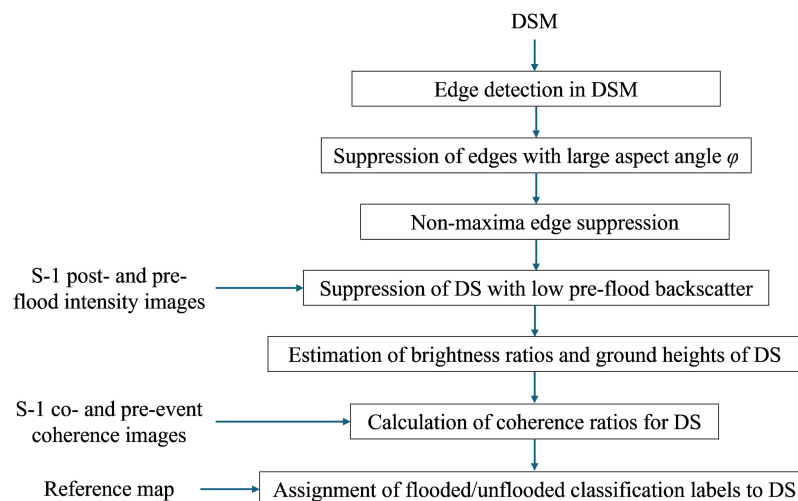 DSM
Edge detection in DSM
Suppression of edges with large aspect angle φ
Non-maxima edge suppression
S-1 post- and pre-
flood intensity images
Suppression of DS with low pre-flood backscatter
Estimation of brightness ratios and ground heights of DS
S-1 co- and pre-event
coherence images
Calculation of coherence ratios for DS
Reference map
Assignment of flooded/unflooded classification labels to DS